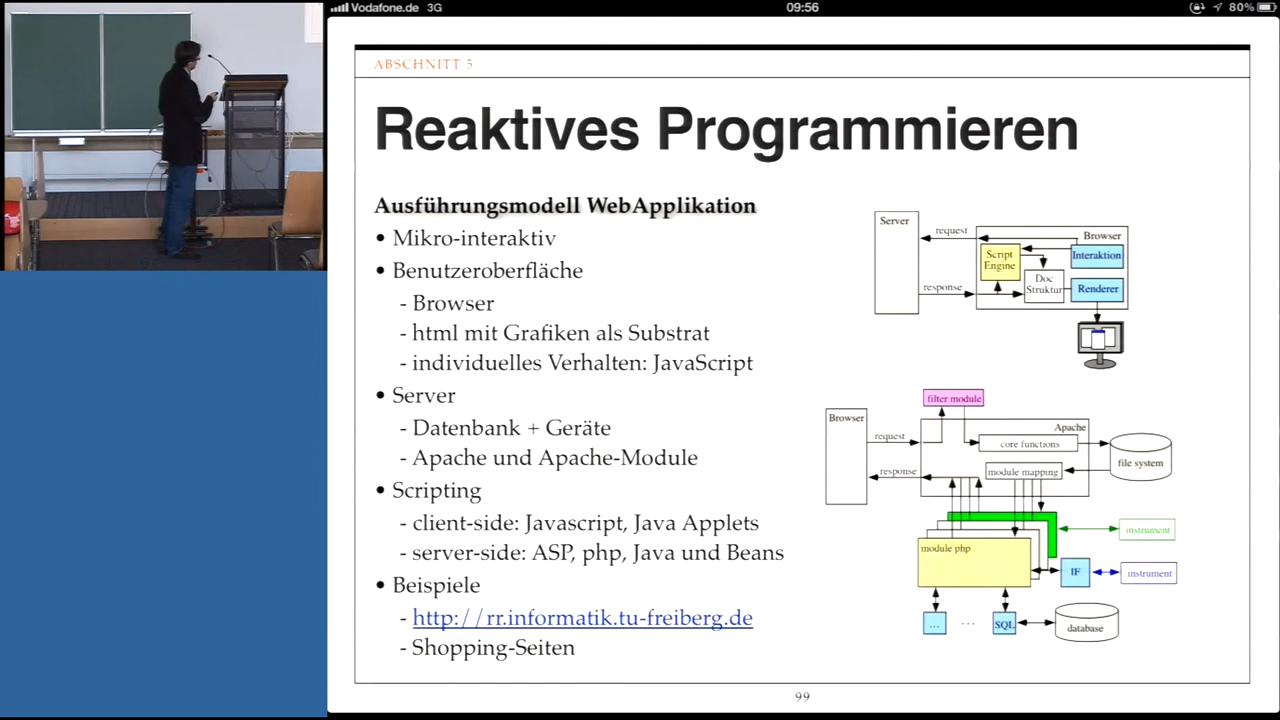 Vodafone.de 3G
09:56
80%
ABSCHNITT 5
Reaktives Programmieren
Ausführungsmodell WebApplikation
• Mikro-interaktiv
• Benutzeroberfläche
- Browser
- html mit Grafiken als Substrat
- individuelles Verhalten: JavaScript
• Server
- Datenbank + Geräte
- Apache und Apache-Module
• Scripting
- client-side: Javascript, Java Applets
- server-side: ASP, php, Java und Beans
• Beispiele
- http://rr.informatik.tu-freiberg.de
- Shopping-Seiten
Server
request
Browser
Script
Engine
Interaktion
Doc
Struktur
Renderer
response
filter module
Browser
Apache
request
core functions
file system
response
module mapping
instrument
module php
IF
instrument
...
...
SQL
database
99